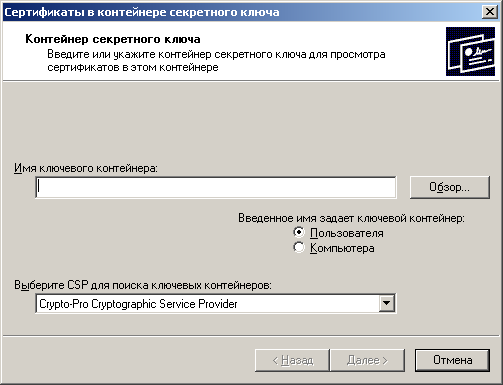 Сертификаты в контейнере секретного ключа
Контейнер секретного ключа
Введите или укажите контейнер секретного ключа для просмотра
сертификатов в этом контейнере
Имя ключевого контейнера:
Обзор...
Введенное имя задает ключевой контейнер:
Пользователя
Компьютера
Выберите CSP для поиска ключевых контейнеров:
Crypto-Pro Cryptographic Service Provider
< Назад Далее > Отмена